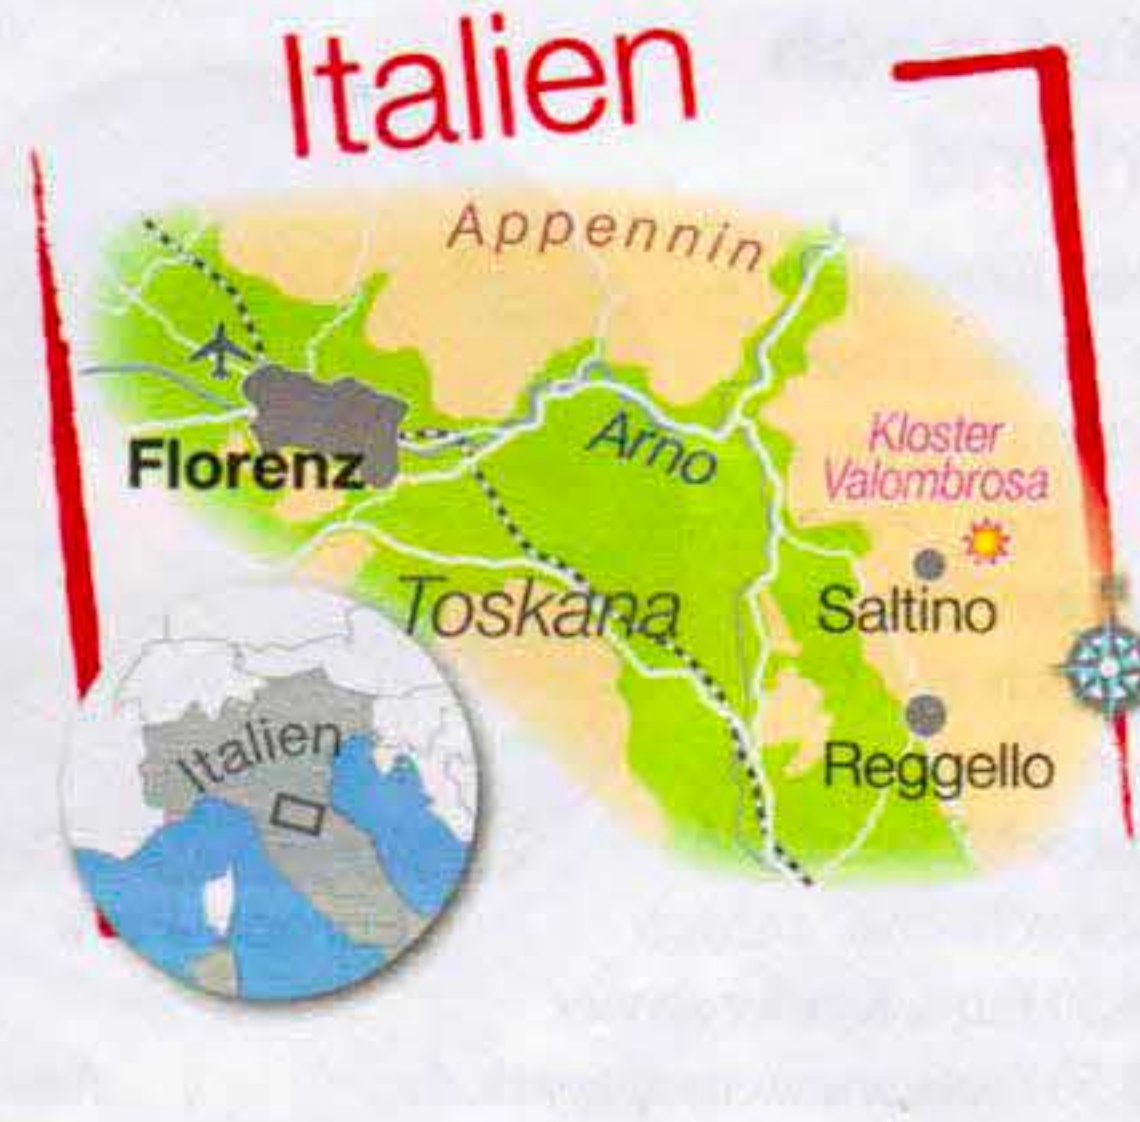 Italien
Appennin
Arno
Kloster
Valombrosa
Florenz
Toskana
Saltino
Reggello
Italien